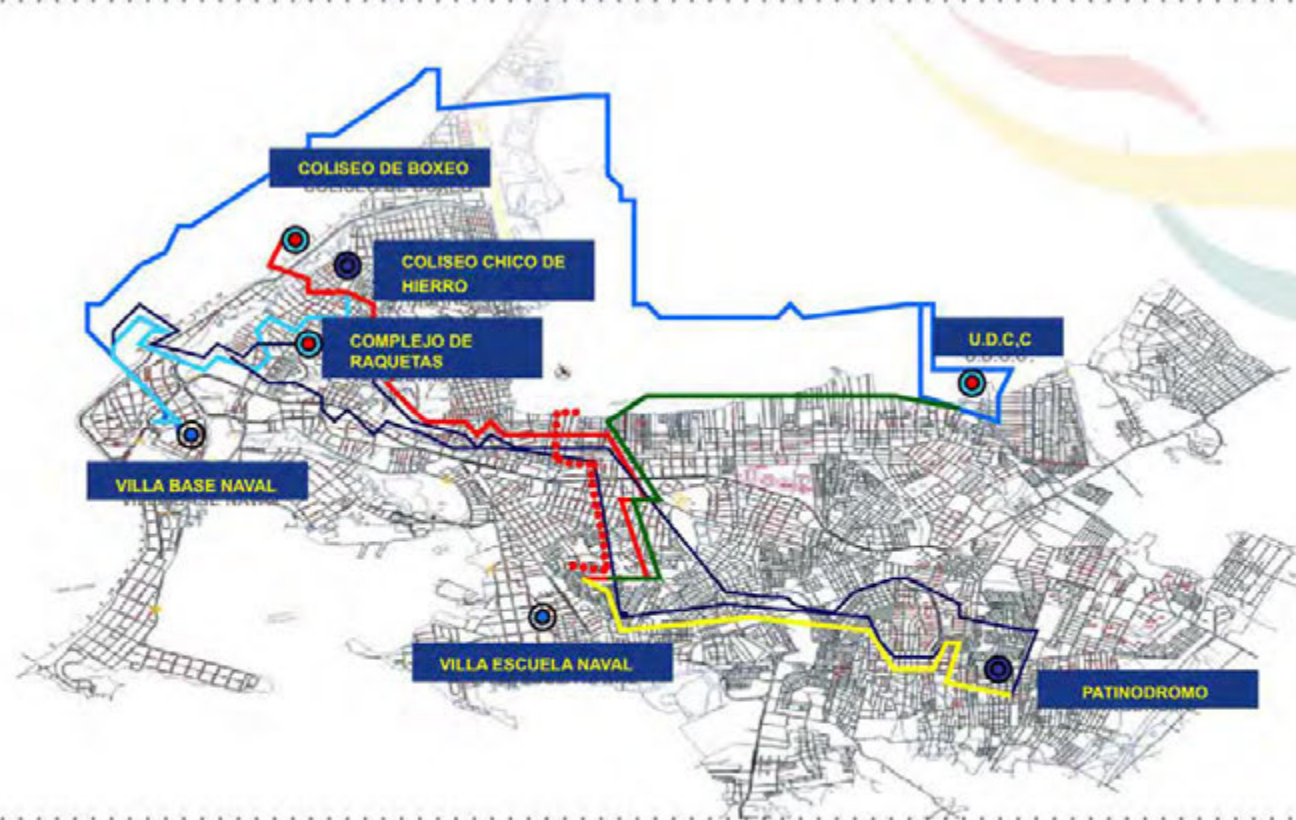 COLISEO DE BOXEO
COLISEO CHICO DE
HIERRO
COMPLEJO DE
RAQUETAS
U.D.C,C
VILLA BASE NAVAL
VILLA ESCUELA NAVAL
PATINODROMO